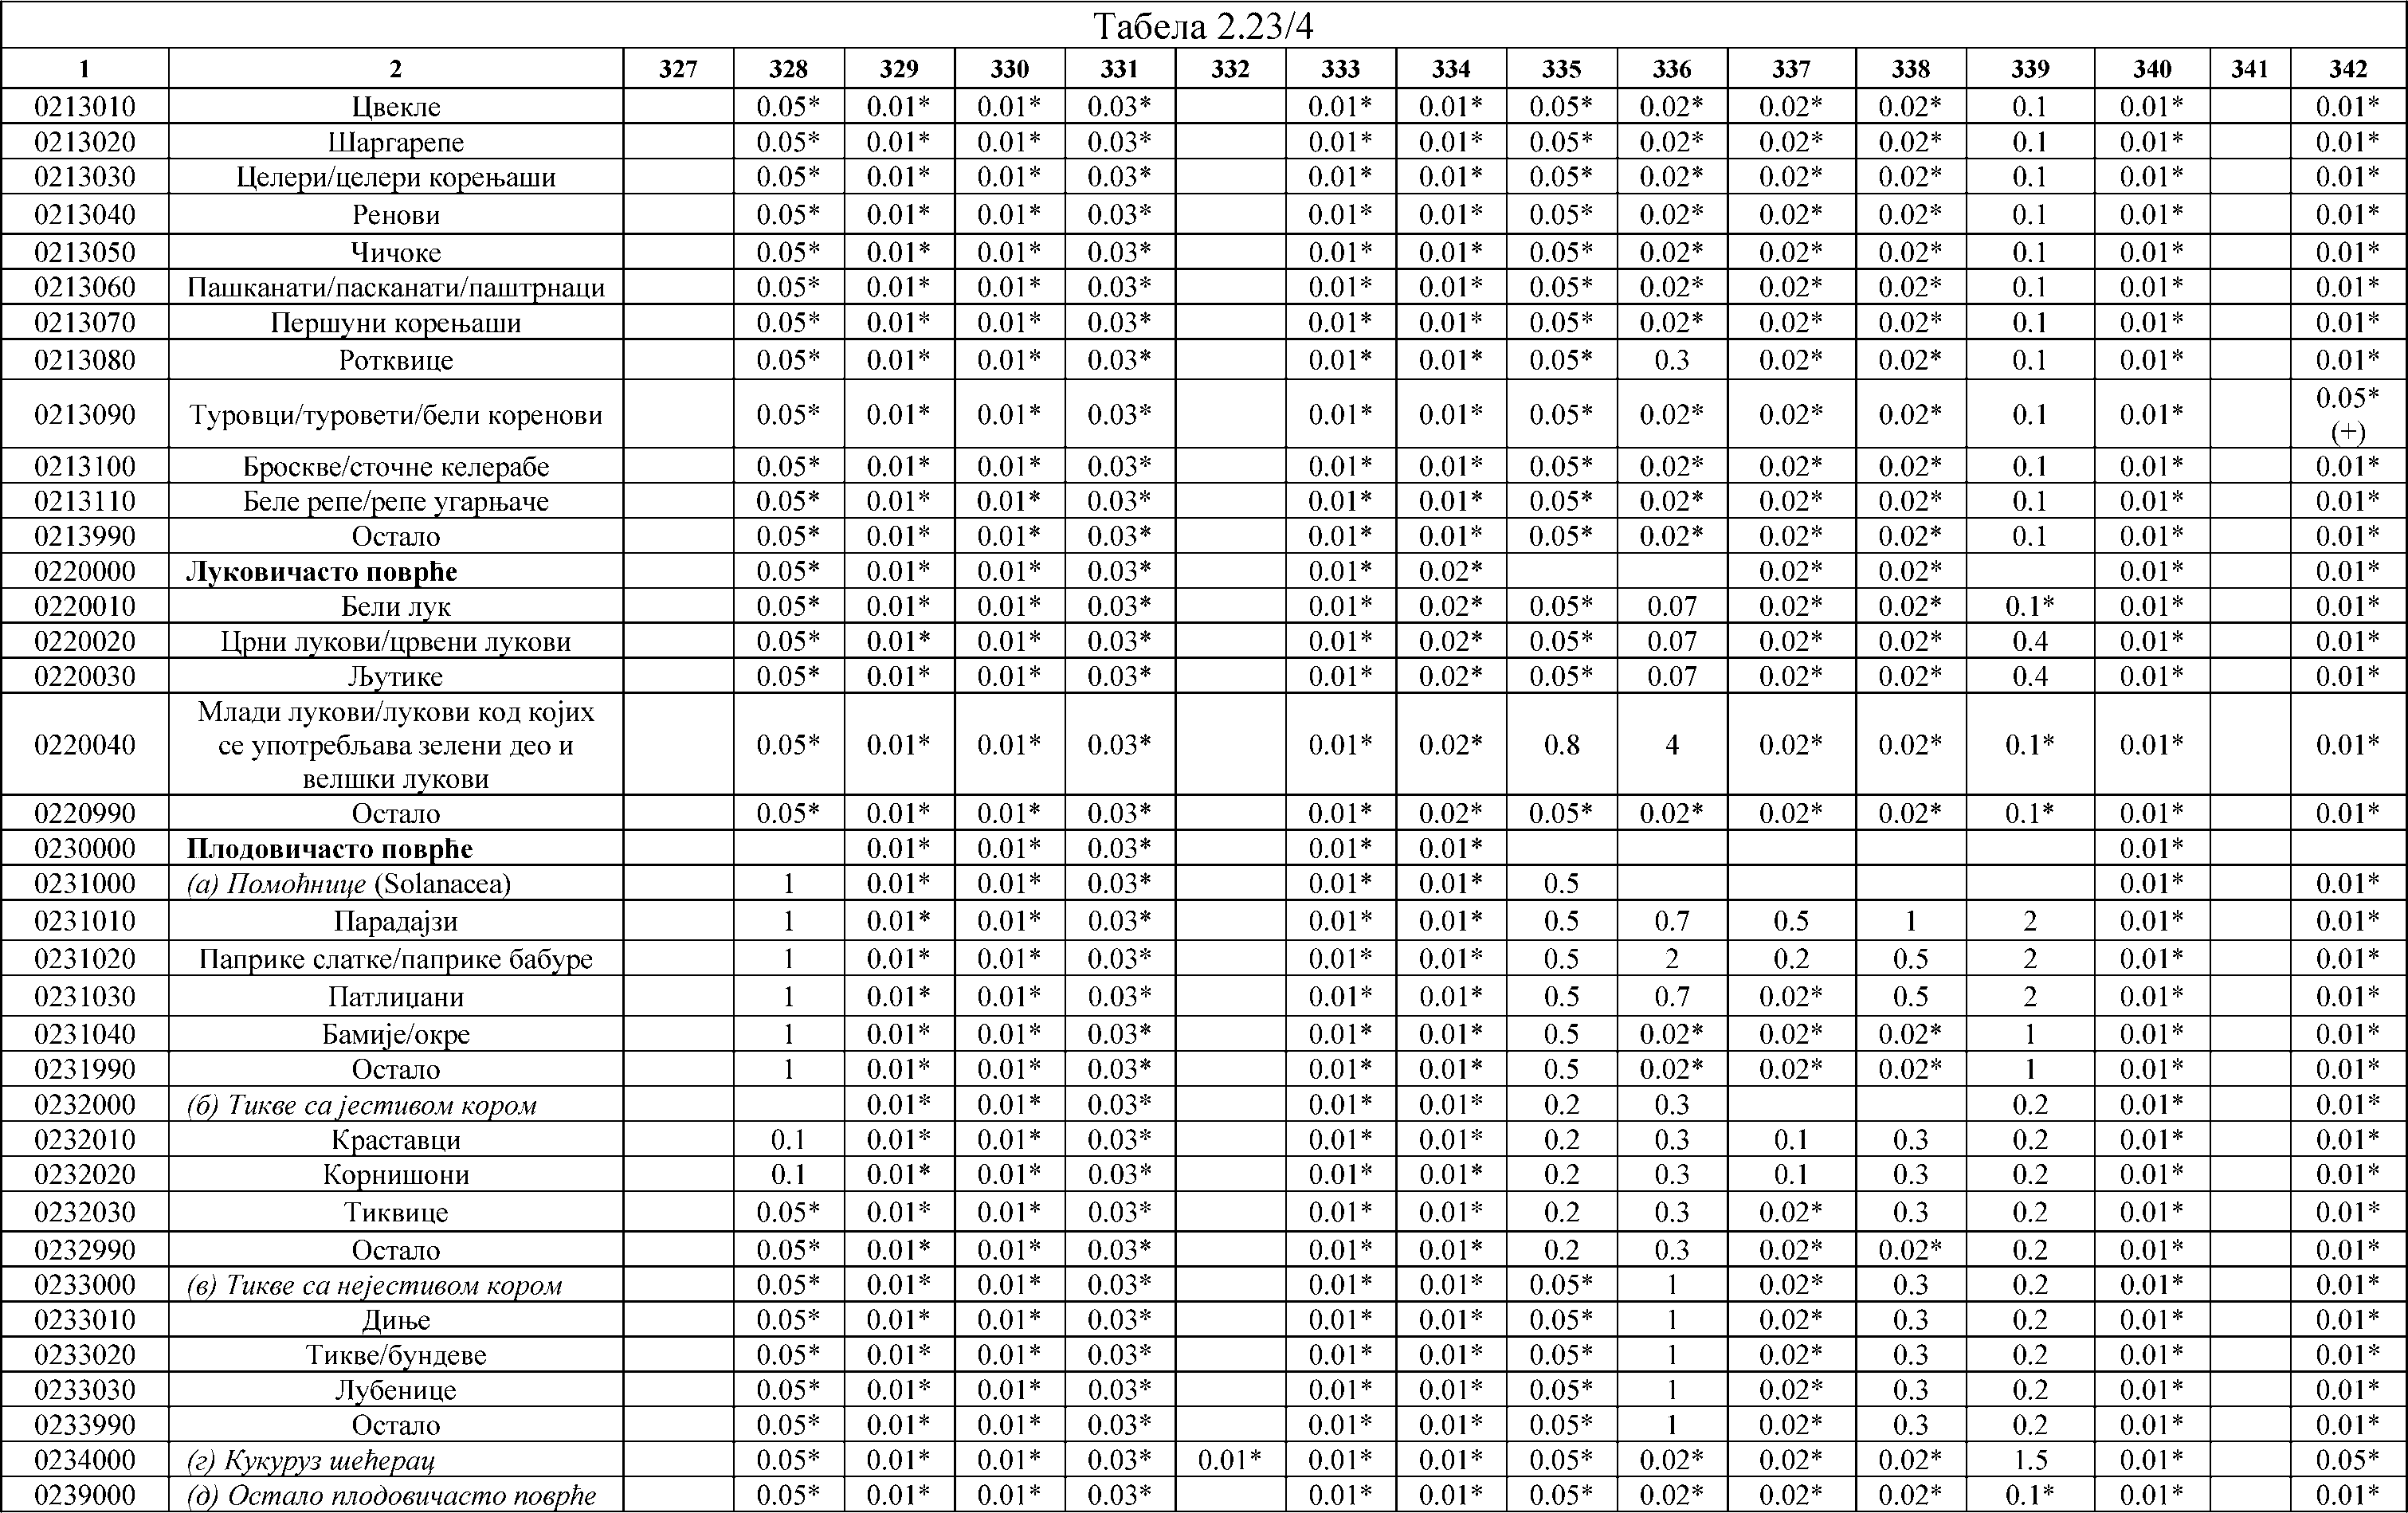 Табела 2.23/4
1 2 327 328 329 330 331 332 333 334 335 336 337 338 339 340 341 342
0213010 Цвекле 0.05* 0.01* 0.01* 0.03* 0.01* 0.01* 0.05* 0.02* 0.02* 0.02* 0.1 0.01* 0.01*
0213020 Шаргарепе 0.05* 0.01* 0.01* 0.03* 0.01* 0.01* 0.05* 0.02* 0.02* 0.02* 0.1 0.01* 0.01*
0213030 Целери/целери корењаши 0.05* 0.01* 0.01* 0.03* 0.01* 0.01* 0.05* 0.02* 0.02* 0.02* 0.1 0.01* 0.01*
0213040 Ренови 0.05* 0.01* 0.01* 0.03* 0.01* 0.01* 0.05* 0.02* 0.02* 0.02* 0.1 0.01* 0.01*
0213050 Чичоке 0.05* 0.01* 0.01* 0.03* 0.01* 0.01* 0.05* 0.02* 0.02* 0.02* 0.1 0.01* 0.01*
0213060 Пашканати/пасканати/паштрнаци 0.05* 0.01* 0.01* 0.03* 0.01* 0.01* 0.05* 0.02* 0.02* 0.02* 0.1 0.01* 0.01*
0213070 Першуни корењаши 0.05* 0.01* 0.01* 0.03* 0.01* 0.01* 0.05* 0.02* 0.02* 0.02* 0.1 0.01* 0.01*
0213080 Ротквице 0.05* 0.01* 0.01* 0.03* 0.01* 0.01* 0.05* 0.3 0.02* 0.02* 0.1 0.01* 0.01*
0213090 Туровци/туровети/бели коренови 0.05* 0.01* 0.01* 0.03* 0.01* 0.01* 0.05* 0.02* 0.02* 0.02* 0.1 0.01* 0.05*
(+)
0213100 Броскве/сточне келерабе 0.05* 0.01* 0.01* 0.03* 0.01* 0.01* 0.05* 0.02* 0.02* 0.02* 0.1 0.01* 0.01*
0213110 Беле репе/репе угарњаче 0.05* 0.01* 0.01* 0.03* 0.01* 0.01* 0.05* 0.02* 0.02* 0.02* 0.1 0.01* 0.01*
0213990 Остало 0.05* 0.01* 0.01* 0.03* 0.01* 0.01* 0.05* 0.02* 0.02* 0.02* 0.1 0.01* 0.01*
0220000 Луковичасто поврће 0.05* 0.01* 0.01* 0.03* 0.01* 0.02* 0.02* 0.02* 0.01* 0.01*
0220010 Бели лук 0.05* 0.01* 0.01* 0.03* 0.01* 0.02* 0.05* 0.07 0.02* 0.02* 0.1* 0.01* 0.01*
0220020 Црни лукови/црвени лукови 0.05* 0.01* 0.01* 0.03* 0.01* 0.02* 0.05* 0.07 0.02* 0.02* 0.4 0.01* 0.01*
0220030 Љутике 0.05* 0.01* 0.01* 0.03* 0.01* 0.02* 0.05* 0.07 0.02* 0.02* 0.4 0.01* 0.01*
Млади лукови/лукови код којих
0220040 се употребљава зелени део и 0.05* 0.01* 0.01* 0.03* 0.01* 0.02* 0.8 4 0.02* 0.02* 0.1* 0.01* 0.01*
велшки лукови
0220990 Остало 0.05* 0.01* 0.01* 0.03* 0.01* 0.02* 0.05* 0.02* 0.02* 0.02* 0.1* 0.01* 0.01*
0230000 Плодовичасто поврће 0.01* 0.01* 0.03* 0.01* 0.01* 0.01*
0231000 (а) Помоћнице (Solanacea) 1 0.01* 0.01* 0.03* 0.01* 0.01* 0.5 0.01* 0.01*
0231010 Парадајзи 1 0.01* 0.01* 0.03* 0.01* 0.01* 0.5 0.7 0.5 1 2 0.01* 0.01*
0231020 Паприке слатке/паприке бабуре 1 0.01* 0.01* 0.03* 0.01* 0.01* 0.5 2 0.2 0.5 2 0.01* 0.01*
0231030 Патлиџани 1 0.01* 0.01* 0.03* 0.01* 0.01* 0.5 0.7 0.02* 0.5 2 0.01* 0.01*
0231040 Бамије/окре 1 0.01* 0.01* 0.03* 0.01* 0.01* 0.5 0.02* 0.02* 0.02* 1 0.01* 0.01*
0231990 Остало 1 0.01* 0.01* 0.03* 0.01* 0.01* 0.5 0.02* 0.02* 0.02* 1 0.01* 0.01*
0232000 (б) Тикве са јестивом кором 0.01* 0.01* 0.03* 0.01* 0.01* 0.2 0.3 0.2 0.01* 0.01*
0232010 Краставци 0.1 0.01* 0.01* 0.03* 0.01* 0.01* 0.2 0.3 0.1 0.3 0.2 0.01* 0.01*
0232020 Корнишони 0.1 0.01* 0.01* 0.03* 0.01* 0.01* 0.2 0.3 0.1 0.3 0.2 0.01* 0.01*
0232030 Тиквице 0.05* 0.01* 0.01* 0.03* 0.01* 0.01* 0.2 0.3 0.02* 0.3 0.2 0.01* 0.01*
0232990 Остало 0.05* 0.01* 0.01* 0.03* 0.01* 0.01* 0.2 0.3 0.02* 0.02* 0.2 0.01* 0.01*
0233000 (в) Тикве са нејестивом кором 0.05* 0.01* 0.01* 0.03* 0.01* 0.01* 0.05* 1 0.02* 0.3 0.2 0.01* 0.01*
0233010 Диње 0.05* 0.01* 0.01* 0.03* 0.01* 0.01* 0.05* 1 0.02* 0.3 0.2 0.01* 0.01*
0233020 Тикве/бундеве 0.05* 0.01* 0.01* 0.03* 0.01* 0.01* 0.05* 1 0.02* 0.3 0.2 0.01* 0.01*
0233030 Лубенице 0.05* 0.01* 0.01* 0.03* 0.01* 0.01* 0.05* 1 0.02* 0.3 0.2 0.01* 0.01*
0233990 Остало 0.05* 0.01* 0.01* 0.03* 0.01* 0.01* 0.05* 1 0.02* 0.3 0.2 0.01* 0.01*
0234000 (г) Кукуруз шећерац 0.05* 0.01* 0.01* 0.03* 0.01* 0.01* 0.01* 0.05* 0.02* 0.02* 0.02* 1.5 0.01* 0.05*
0239000 (д) Остало плодовичасто поврће 0.05* 0.01* 0.01* 0.03* 0.01* 0.01* 0.05* 0.02* 0.02* 0.02* 0.1* 0.01* 0.01*